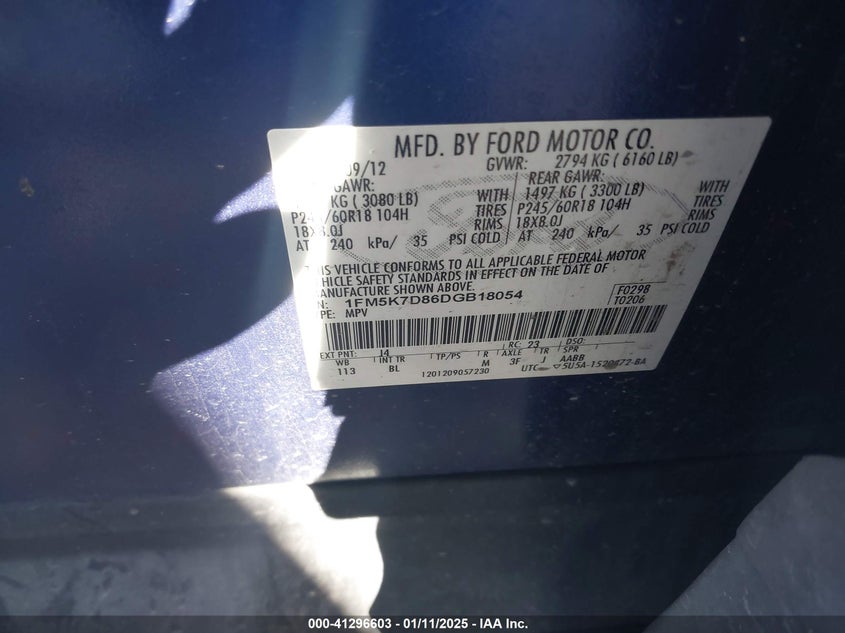 MFD. BY FORD MOTOR CO.
09/12 GVWR: 2794 KG ( 6160 LB)
GAWR: REAR GAWR:
KG ( 3080 LB) WITH 1497 KG ( 3300 LB) WITH
P245/60R18 104H TIRES P245/60R18 104H TIRES
18X8.0J RIMS 18X8.0J RIMS
AT 240 kPa/ 35 PSI COLD AT 240 kPa/ 35 PSI COLD
THIS VEHICLE CONFORMS TO ALL APPLICABLE FEDERAL MOTOR
VEHICLE SAFETY STANDARDS IN EFFECT ON THE DATE OF
MANUFACTURE SHOWN ABOVE.
1FM5K7D86DGB18054 F0298
MPV T0206
EXT PNT: J4 RC: 23 DSO:
WB INT TR TP/PS R AXLE TR SPR
113 BL M 3F J AABB
1201209057230 UTC 5U5A-1520472-BA
000-41296603 - 01/11/2025 - IAA Inc.